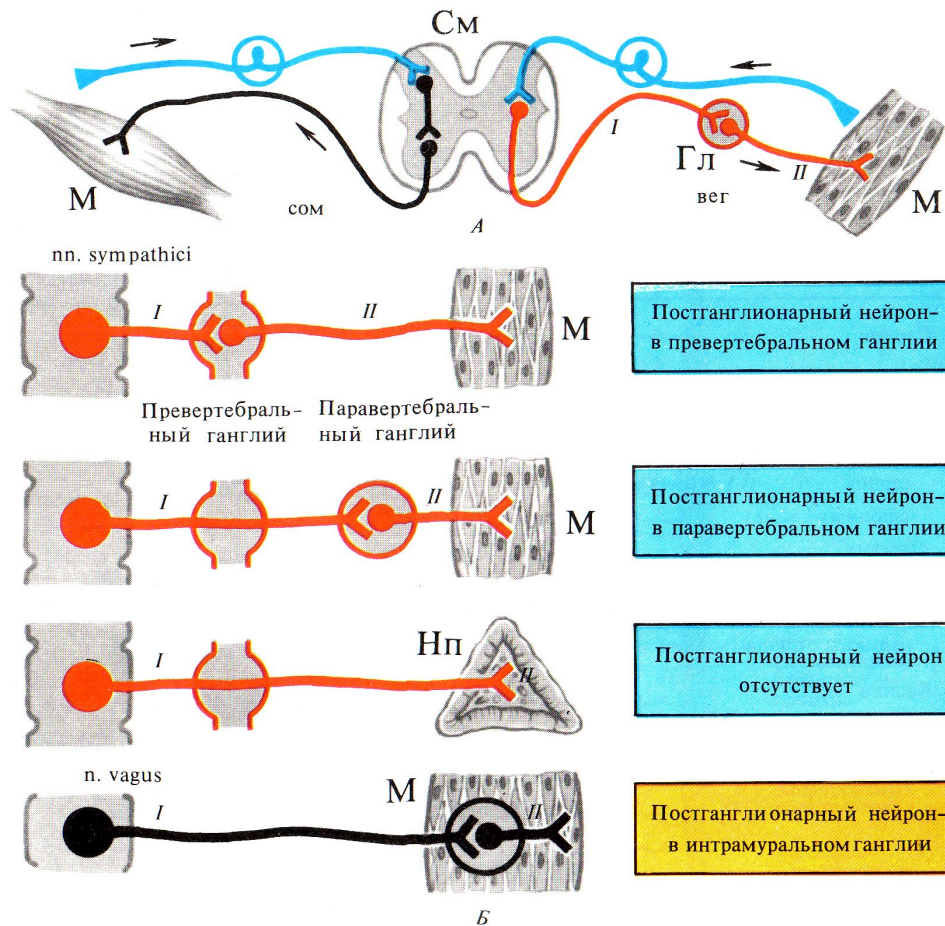 См
I
Гл
II
М
М
сом
вег
А
nn. sympathici
I
II
М
Постганглионарный нейрон–
в превертебральном ганглии
Превертебраль–
ный ганглий
Паравертебраль–
ный ганглий
I
II
М
Постганглионарный нейрон–
в паравертебральном ганглии
I
Нп
II
Постганглионарный нейрон
отсутствует
n. vagus
I
М
II
Постганглионарный нейрон–
в интрамуральном ганглии
Б